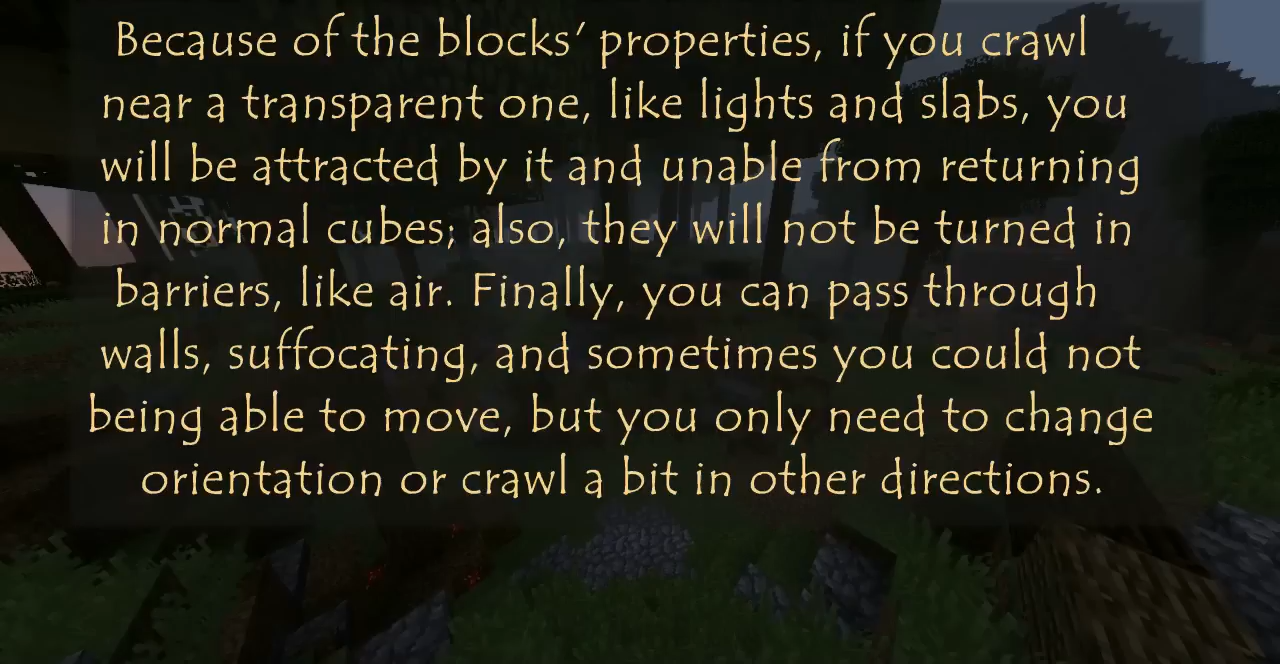 Because of the blocks’ properties, if you crawl
near a transparent one, like lights and slabs, you
will be attracted by it and unable from returning
in normal cubes; also, they will not be turned in
barriers, like air. Finally, you can pass through
walls, suffocating, and sometimes you could not
being able to move, but you only need to change
orientation or crawl a bit in other directions.